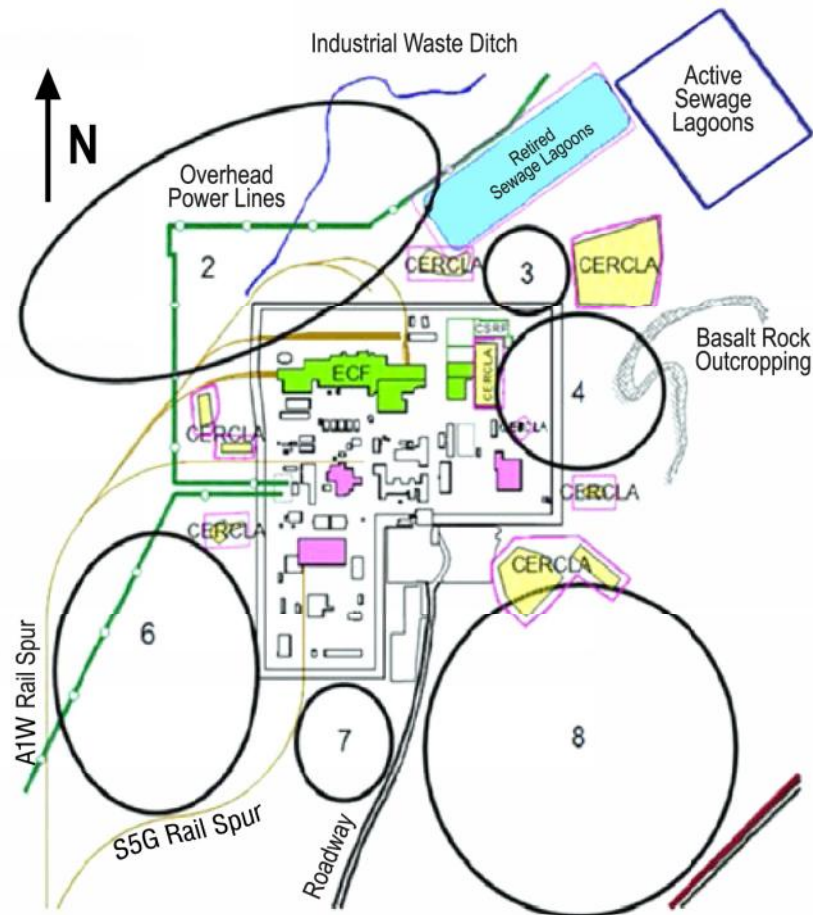 Industrial Waste Ditch
Active
Sewage
Lagoons
N
Retired
Sewage Lagoons
Overhead
Power Lines
2
CERCLA
3
CERCLA
CSRF
Basalt Rock
Outcropping
ECF
CERCLA
4
CERCLA
CERCLA
CERCLA
CERCLA
CERCLA
6
A1W Rail Spur
7
8
S5G Rail Spur
Roadway